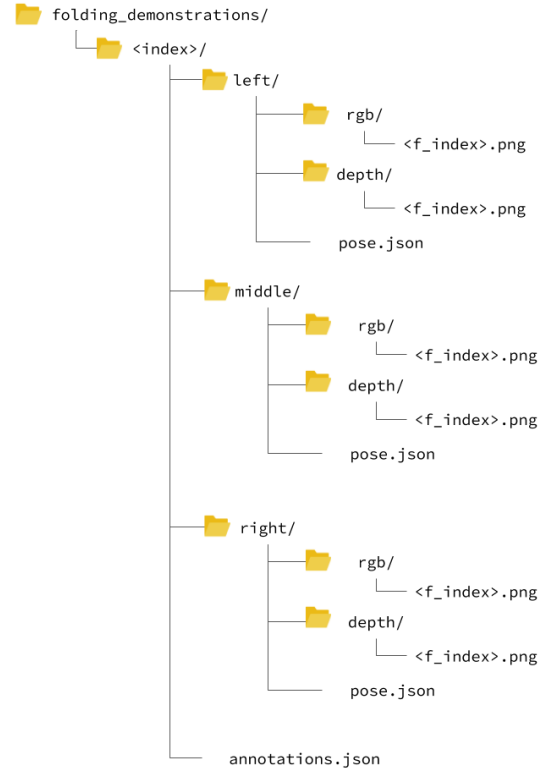 folding_demonstrations/
<index>/
left/
rgb/
<f_index>.png
depth/
<f_index>.png
pose.json
middle/
rgb/
<f_index>.png
depth/
<f_index>.png
pose.json
right/
rgb/
<f_index>.png
depth/
<f_index>.png
pose.json
annotations.json